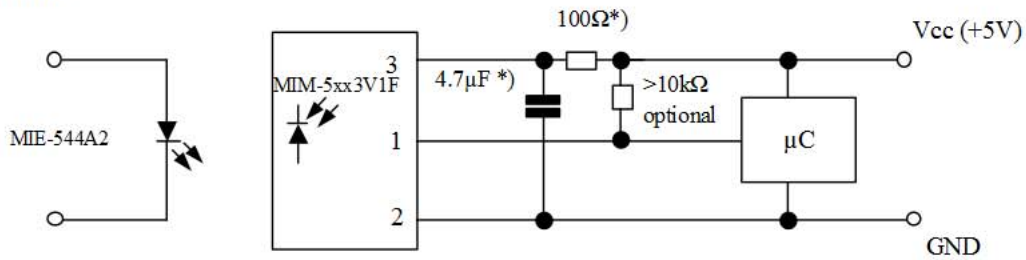 100Ω*)
Vcc (+5V)
3
4.7µF *)
MIM-5xx3V1F
>10kΩ
optional
MIE-544A2
1
µC
2
GND